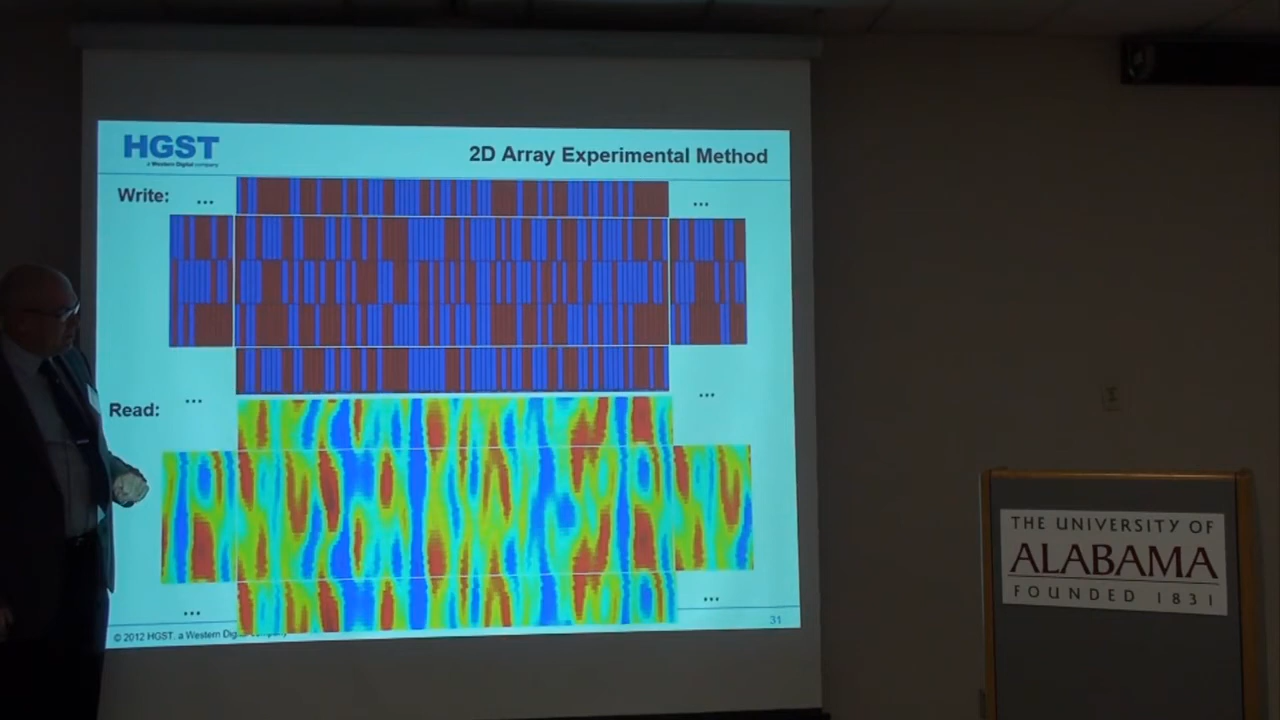 HGST
a Western Digital company
2D Array Experimental Method
Write:
...
...
...
...
Read:
...
...
© 2012 HGST, a Western Digital company
31
THE UNIVERSITY OF
ALABAMA
FOUNDED 1831